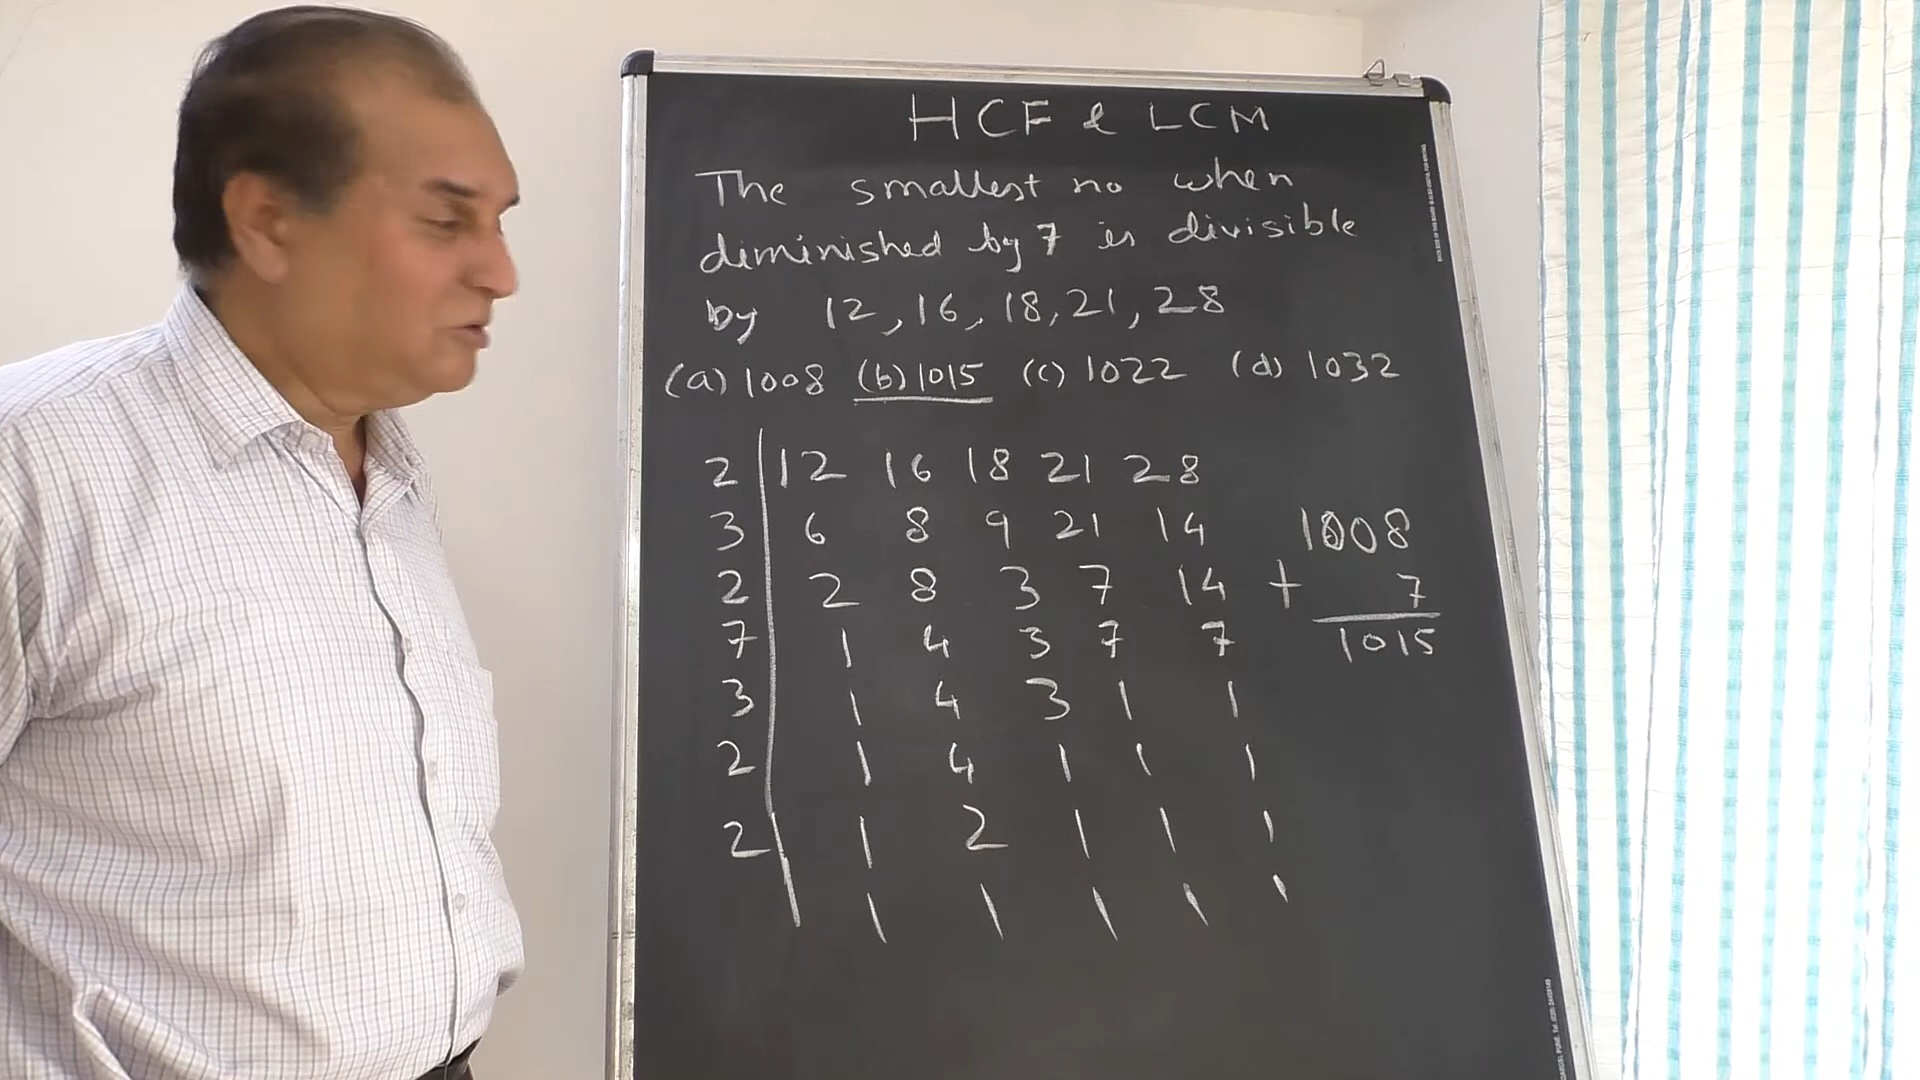 HCF & LCM
The smallest no when
diminished by 7 is divisible
by 12, 16, 18, 21, 28
(a) 1008 (b) 1015 (c) 1022 (d) 1032
2 12 16 18 21 28
3 6 8 9 21 14 1008
2 2 8 3 7 14 + 7
7 1 4 3 7 7 1015
3 1 4 3 1 1
2 1 4 1 1 1
2 1 2 1 1 1
1 1 1 1 1